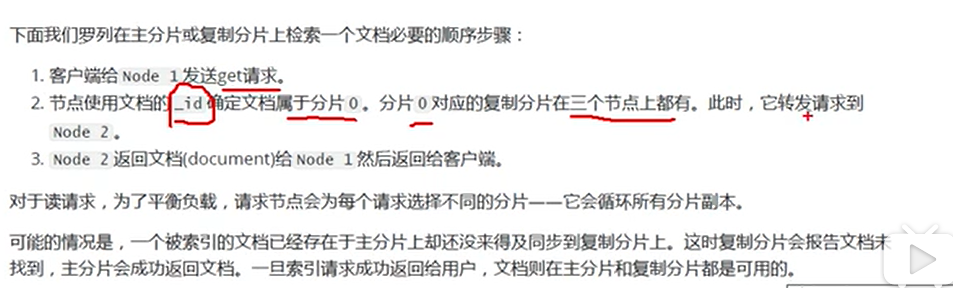 下面我们罗列在主分片或复制分片上检索一个文档必要的顺序步骤：
1. 客户端给 Node 1 发送get请求。
2. 节点使用文档的 _id 确定文档属于分片 0 。分片 0 对应的复制分片在三个节点上都有。此时，它转发请求到
Node 2 。
3. Node 2 返回文档(document)给 Node 1 然后返回给客户端。
对于读请求，为了平衡负载，请求节点会为每个请求选择不同的分片——它会循环所有分片副本。
可能的情况是，一个被索引的文档已经存在于主分片上却还没来得及同步到复制分片上。这时复制分片会报告文档未
找到，主分片会成功返回文档。一旦索引请求成功返回给用户，文档则在主分片和复制分片都是可用的。